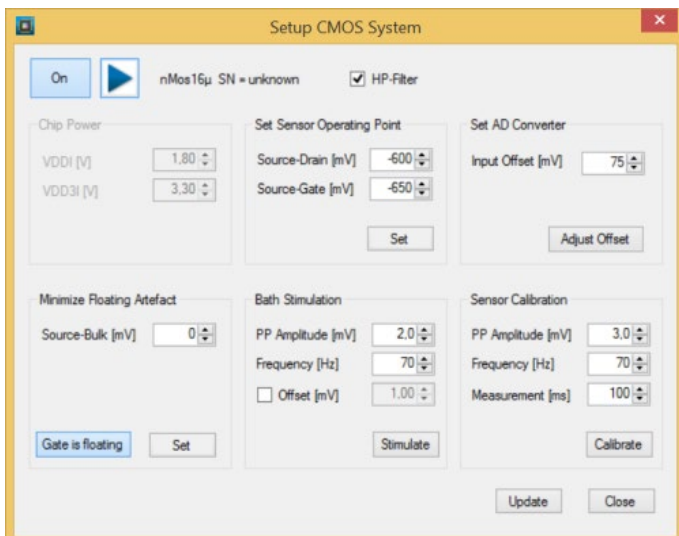 Setup CMOS System
×
On
nMos16µ SN = unknown
HP-Filter
Chip Power
VDDI [V] 1,80
VDD3I [V] 3,30
Set Sensor Operating Point
Source-Drain [mV] -600
Source-Gate [mV] -650
Set
Set AD Converter
Input Offset [mV] 75
Adjust Offset
Minimize Floating Artefact
Source-Bulk [mV] 0
Gate is floating
Set
Bath Stimulation
PP Amplitude [mV] 2,0
Frequency [Hz] 70
Offset [mV] 1,00
Stimulate
Sensor Calibration
PP Amplitude [mV] 3,0
Frequency [Hz] 70
Measurement [ms] 100
Calibrate
Update
Close